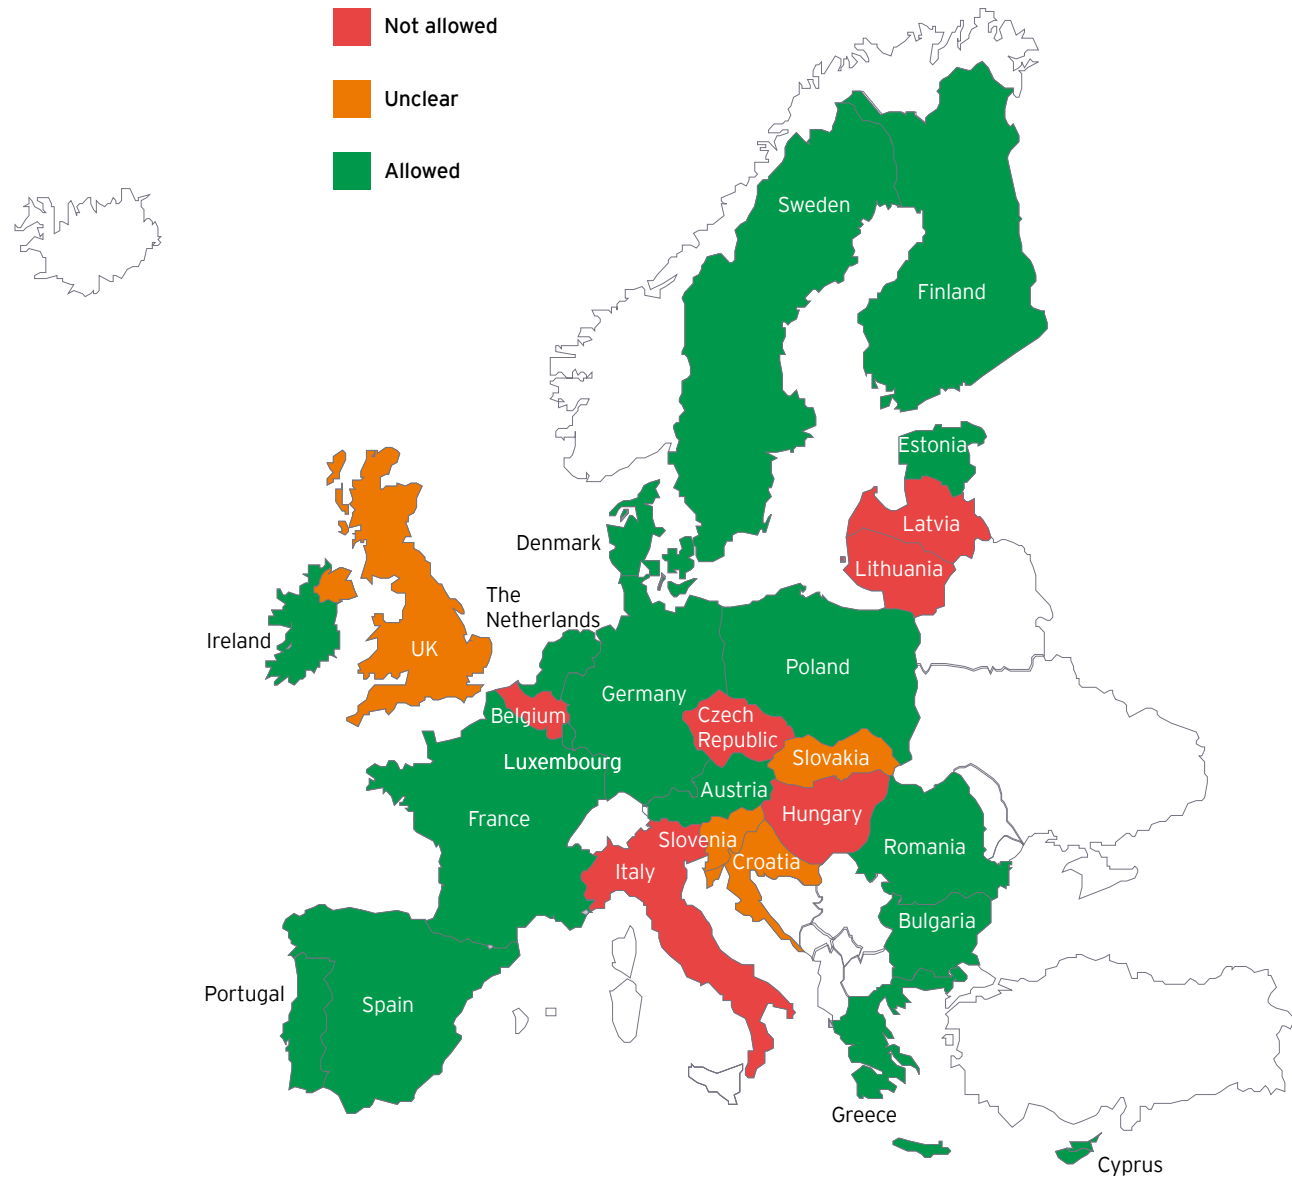 Not allowed
Unclear
Allowed
Sweden
Finland
Estonia
Latvia
Denmark
Lithuania
The
Netherlands
Ireland
UK
Poland
Germany
Belgium
Czech
Republic
Slovakia
Luxembourg
Austria
Hungary
France
Slovenia
Romania
Croatia
Italy
Bulgaria
Portugal
Spain
Greece
Cyprus